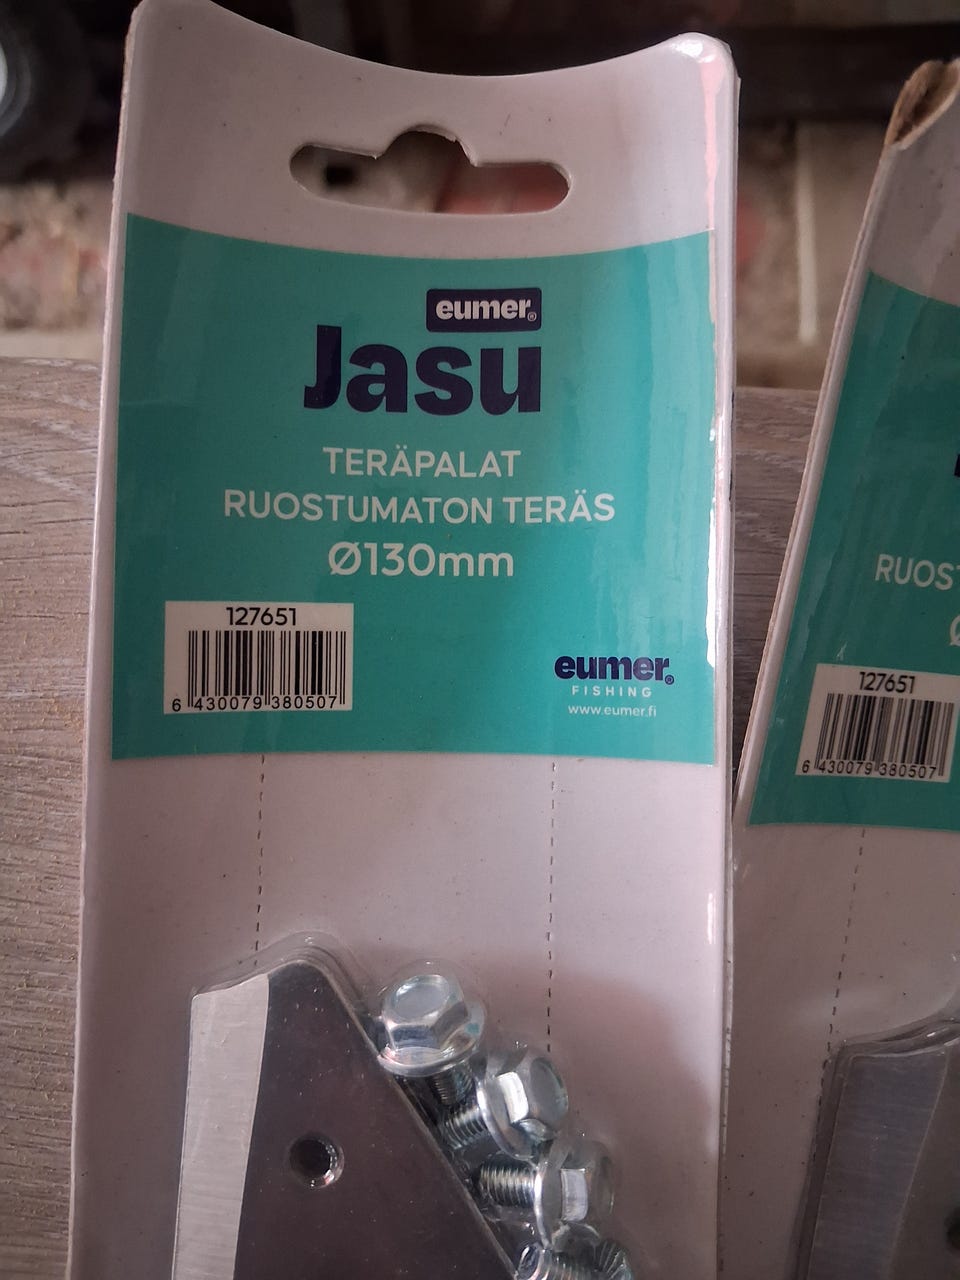 eumer®
Jasu
TERÄPALAT
RUOSTUMATON TERÄS
Ø130mm
127651
6 430079 380507
eumer®
FISHING
www.eumer.fi
RUOST
Ø
127651
6 430079 380507